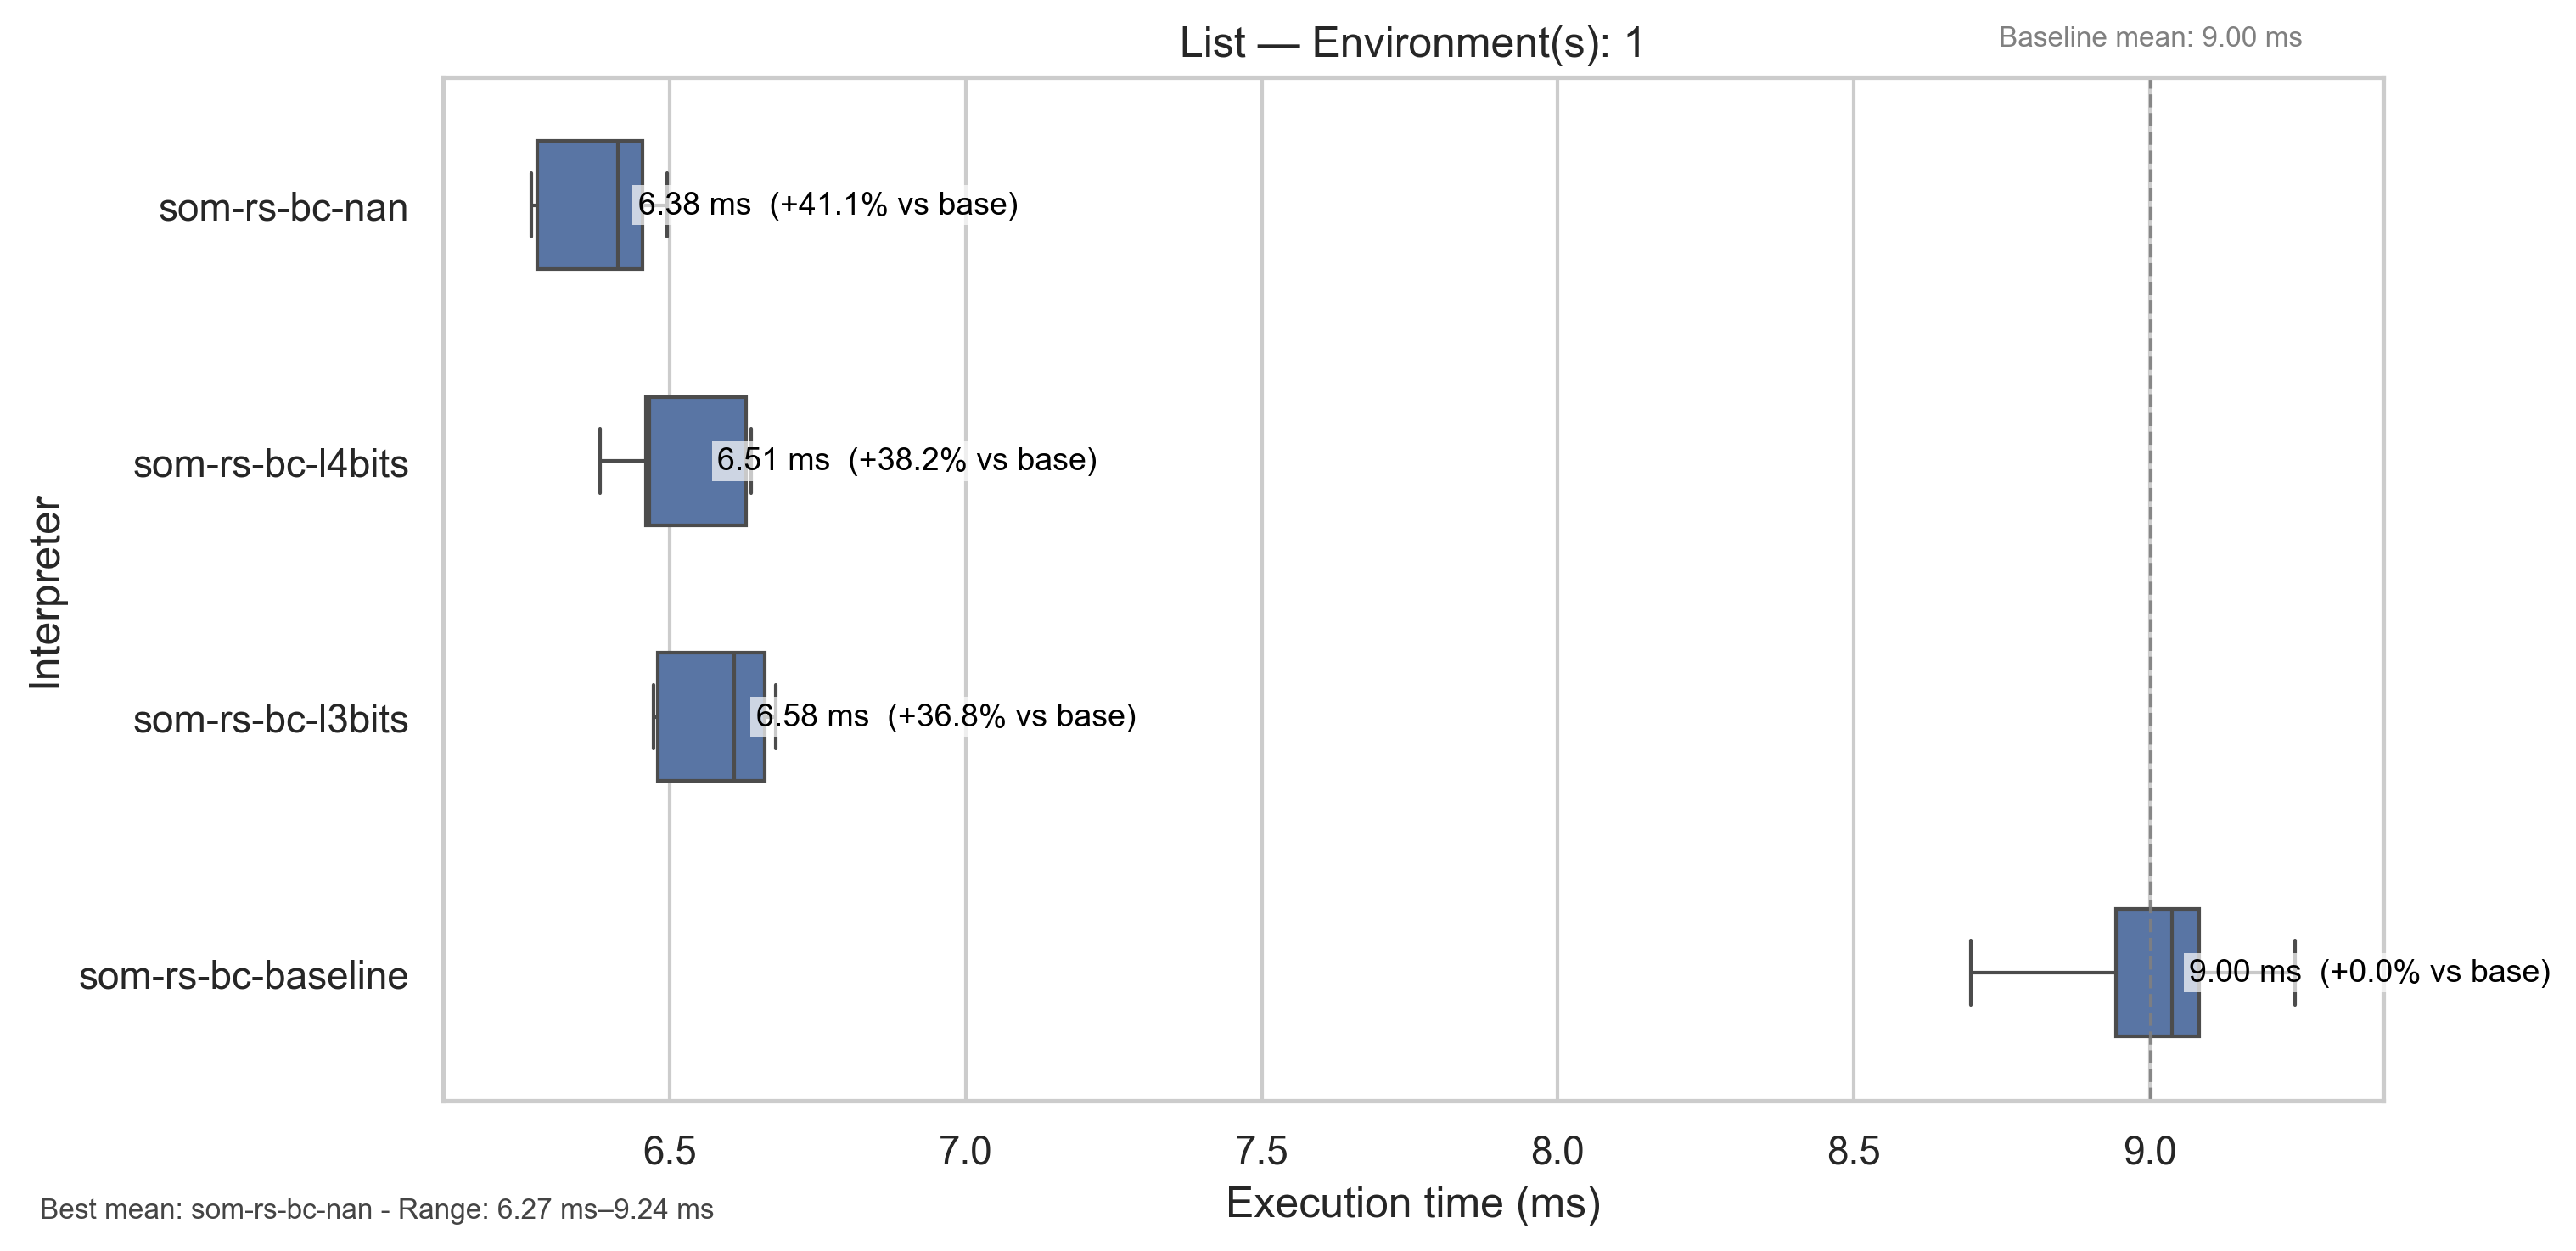 List — Environment(s): 1
Baseline mean: 9.00 ms
Interpreter
som-rs-bc-nan
6.38 ms (+41.1% vs base)
som-rs-bc-l4bits
6.51 ms (+38.2% vs base)
som-rs-bc-l3bits
6.58 ms (+36.8% vs base)
som-rs-bc-baseline
9.00 ms (+0.0% vs base)
6.5 7.0 7.5 8.0 8.5 9.0
Execution time (ms)
Best mean: som-rs-bc-nan - Range: 6.27 ms–9.24 ms